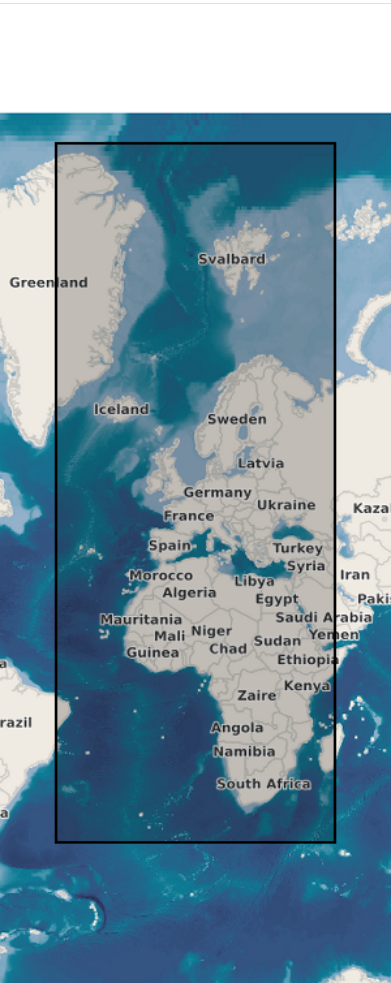 Svalbard
Greenland
Iceland
Sweden
Latvia
Germany
Ukraine
Kaza
France
Spain
Turkey
Syria
Morocco
Libya
Iran
Algeria
Egypt
Pakis
Mauritania
Saudi Arabia
Mali
Niger
Yemen
Sudan
Guinea
Chad
Ethiopia
a
Kenya
Zaire
razil
Angola
Namibia
South Africa
a